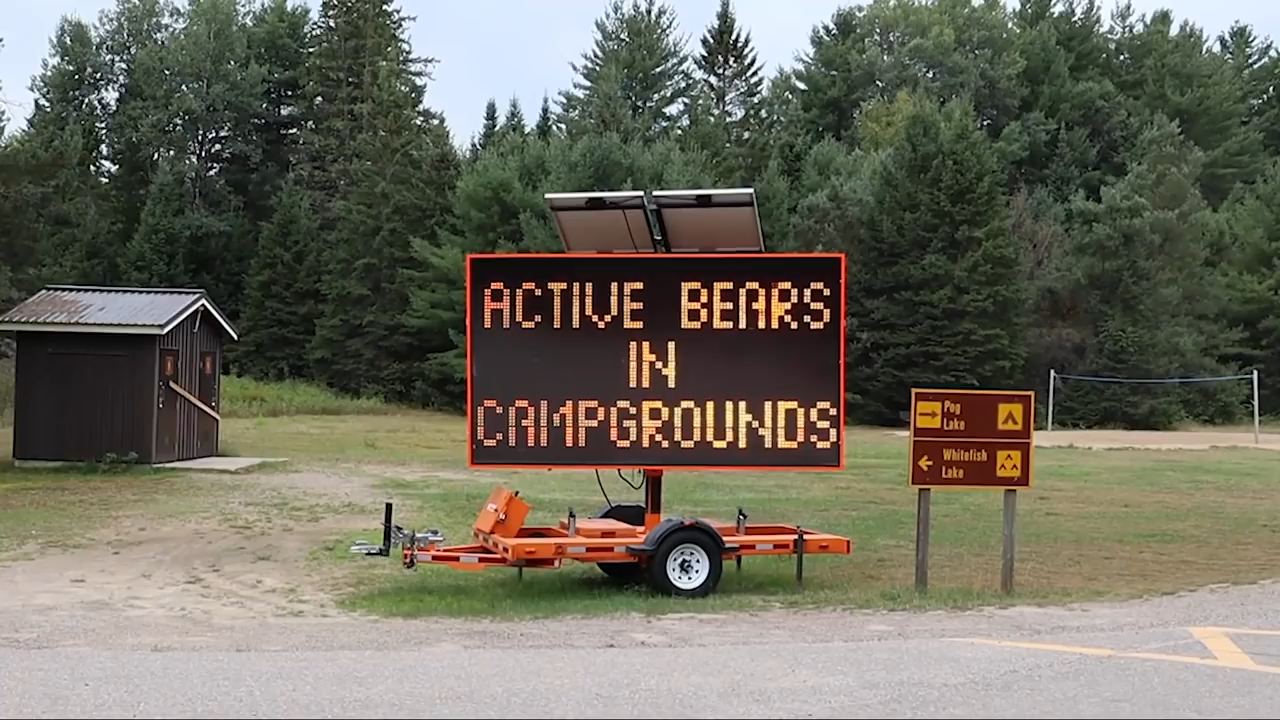 ACTIVE BEARS
IN
CAMPGROUNDS
Pog
Lake
Whitefish
Lake